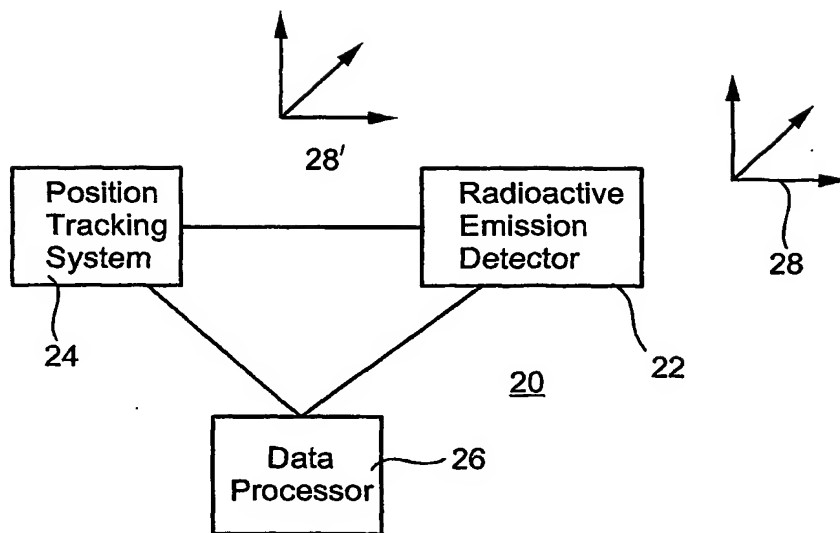 28'
28
Position
Tracking
System
24
Radioactive
Emission
Detector
22
20
Data
Processor
26